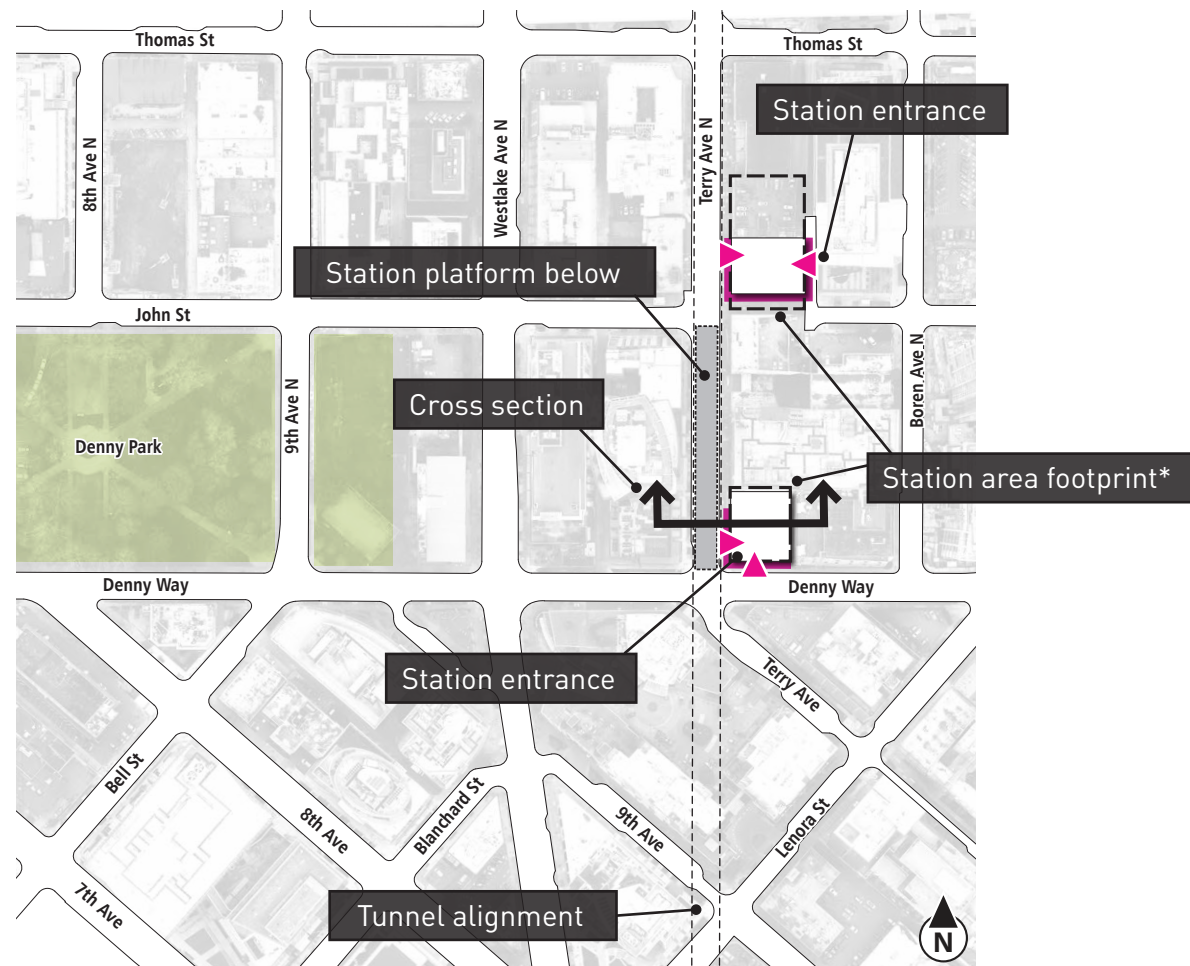 Thomas St
Thomas St
Station entrance
8th Ave N
Westlake Ave N
Terry Ave N
Station platform below
John St
Boren Ave N
Cross section
9th Ave N
Denny Park
Station area footprint*
Denny Way
Denny Way
Station entrance
Terry Ave
Bell St
8th Ave
Blanchard St
9th Ave
Lenora St
7th Ave
Tunnel alignment
N